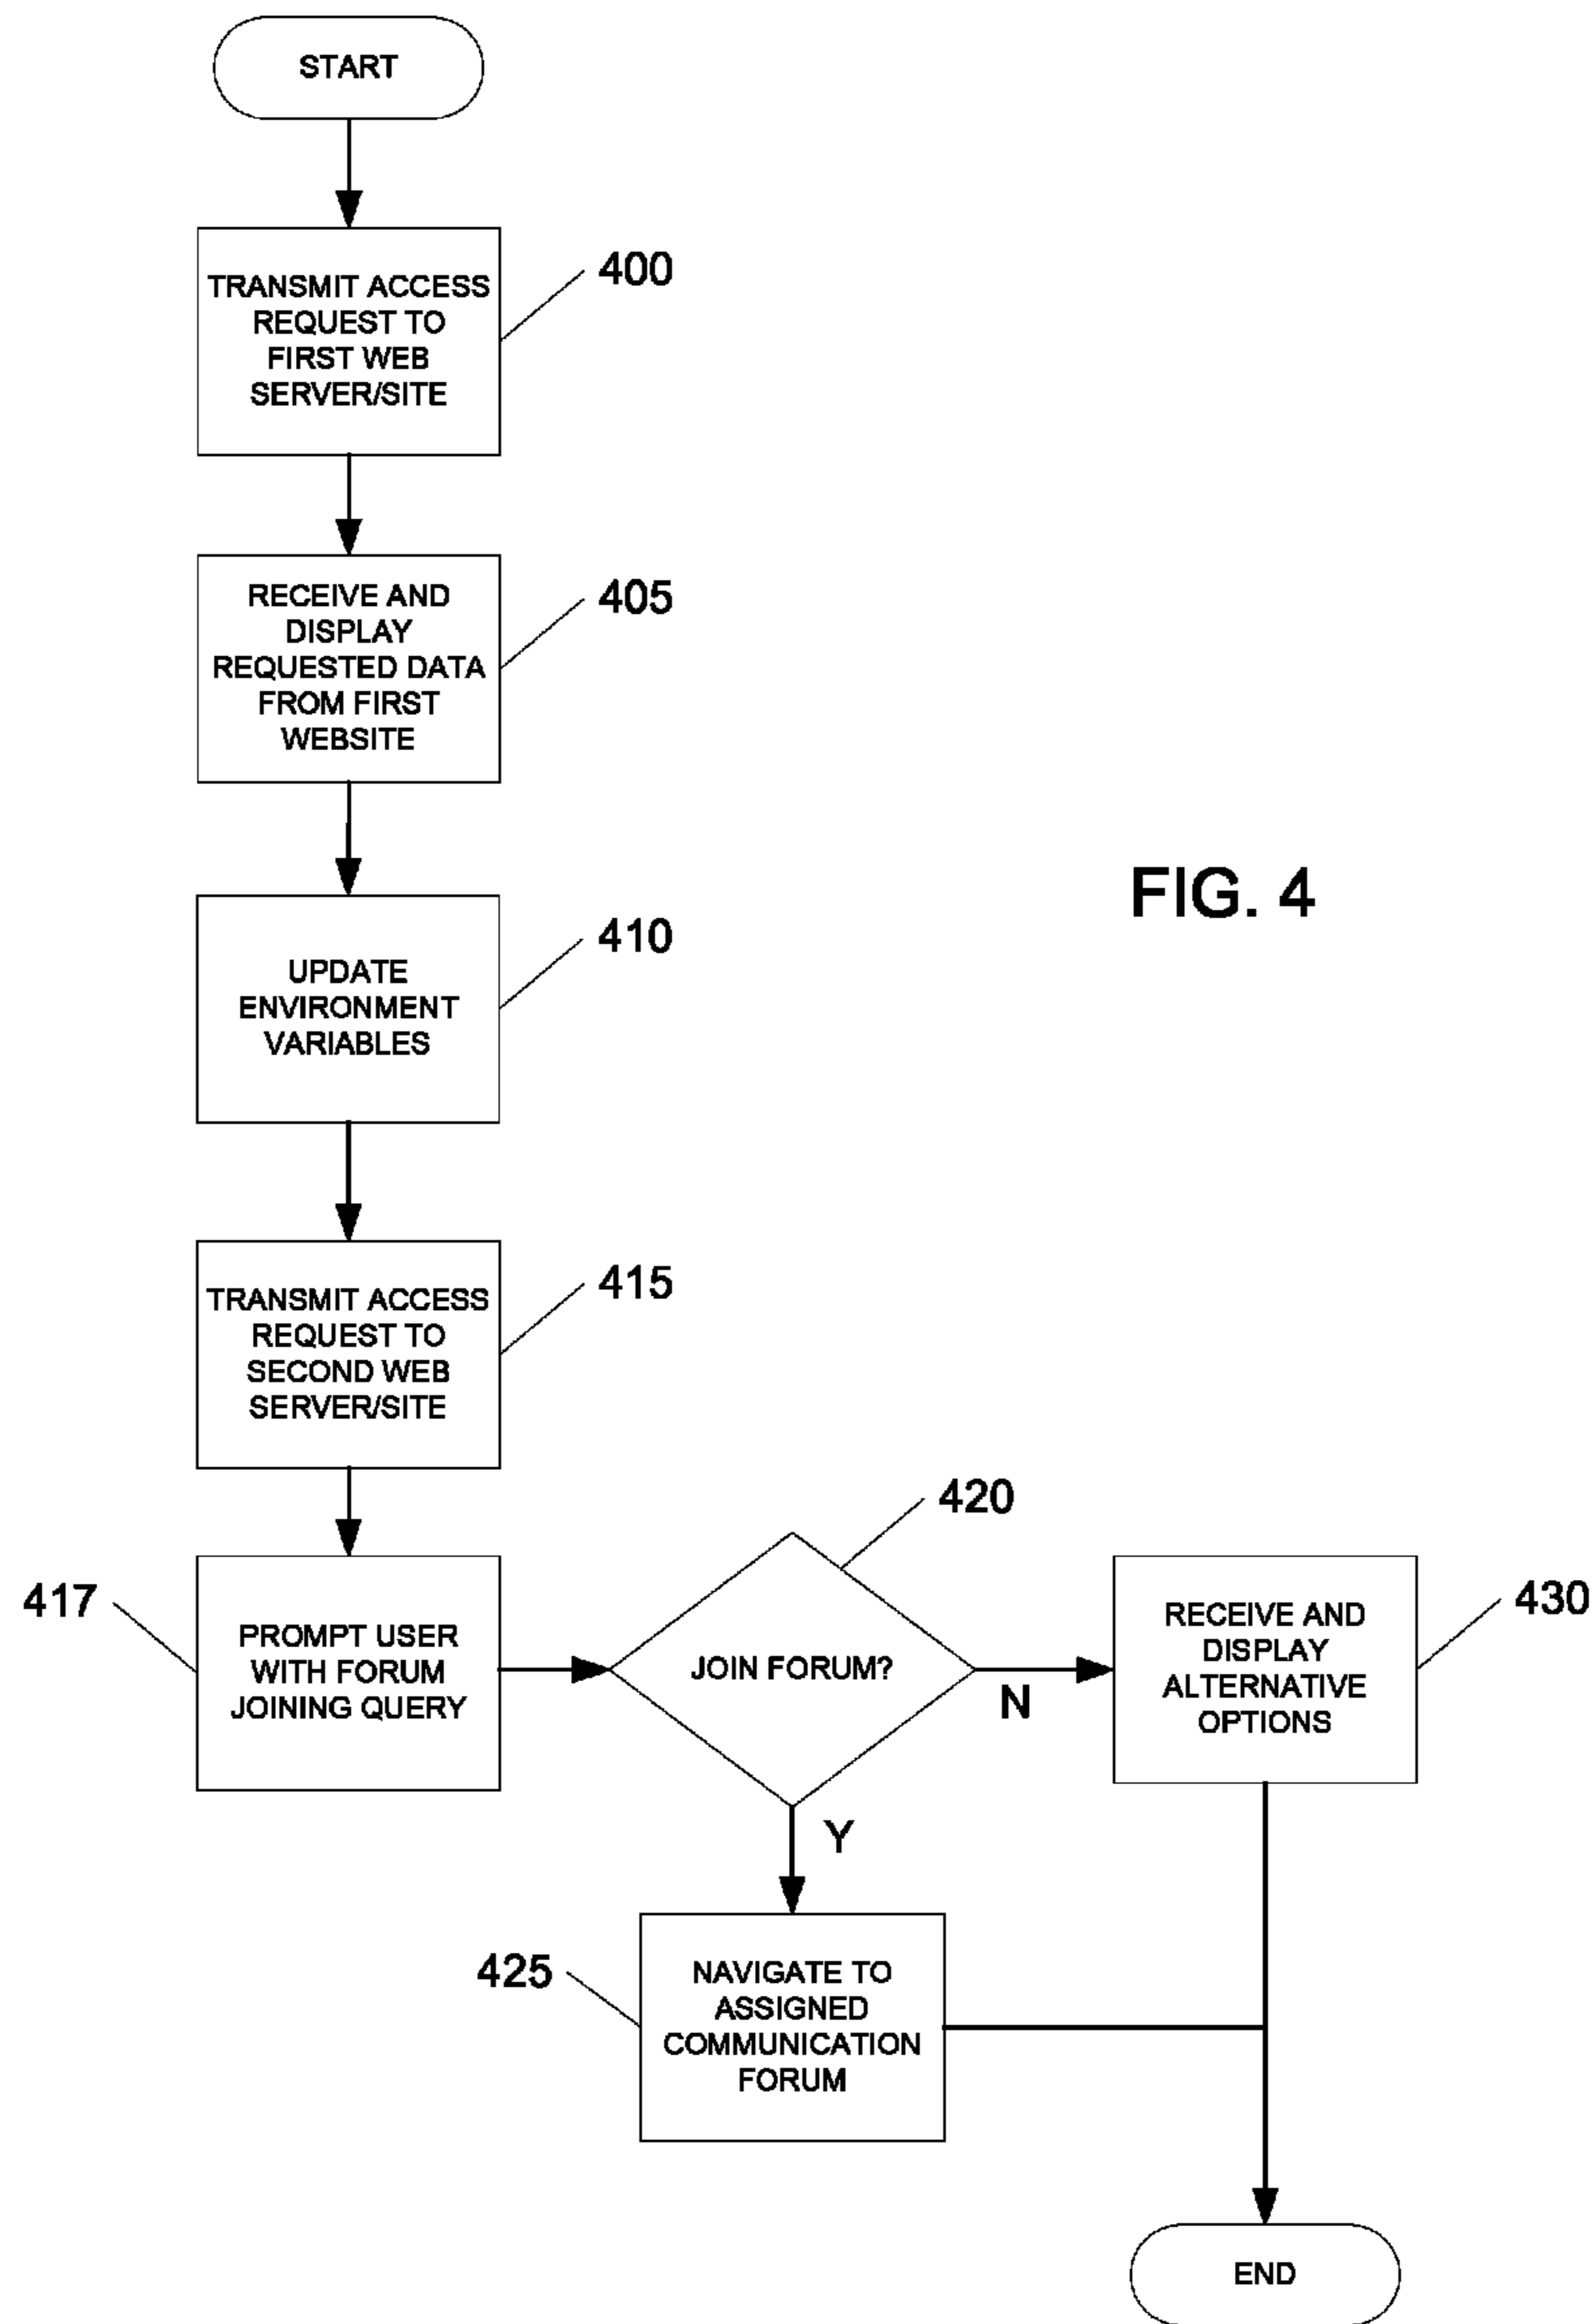 START
TRANSMIT ACCESS
REQUEST TO
FIRST WEB
SERVER/SITE
400
RECEIVE AND
DISPLAY
REQUESTED DATA
FROM FIRST
WEBSITE
405
FIG. 4
UPDATE
ENVIRONMENT
VARIABLES
410
TRANSMIT ACCESS
REQUEST TO
SECOND WEB
SERVER/SITE
415
417
PROMPT USER
WITH FORUM
JOINING QUERY
420
JOIN FORUM?
N
Y
RECEIVE AND
DISPLAY
ALTERNATIVE
OPTIONS
430
425
NAVIGATE TO
ASSIGNED
COMMUNICATION
FORUM
END